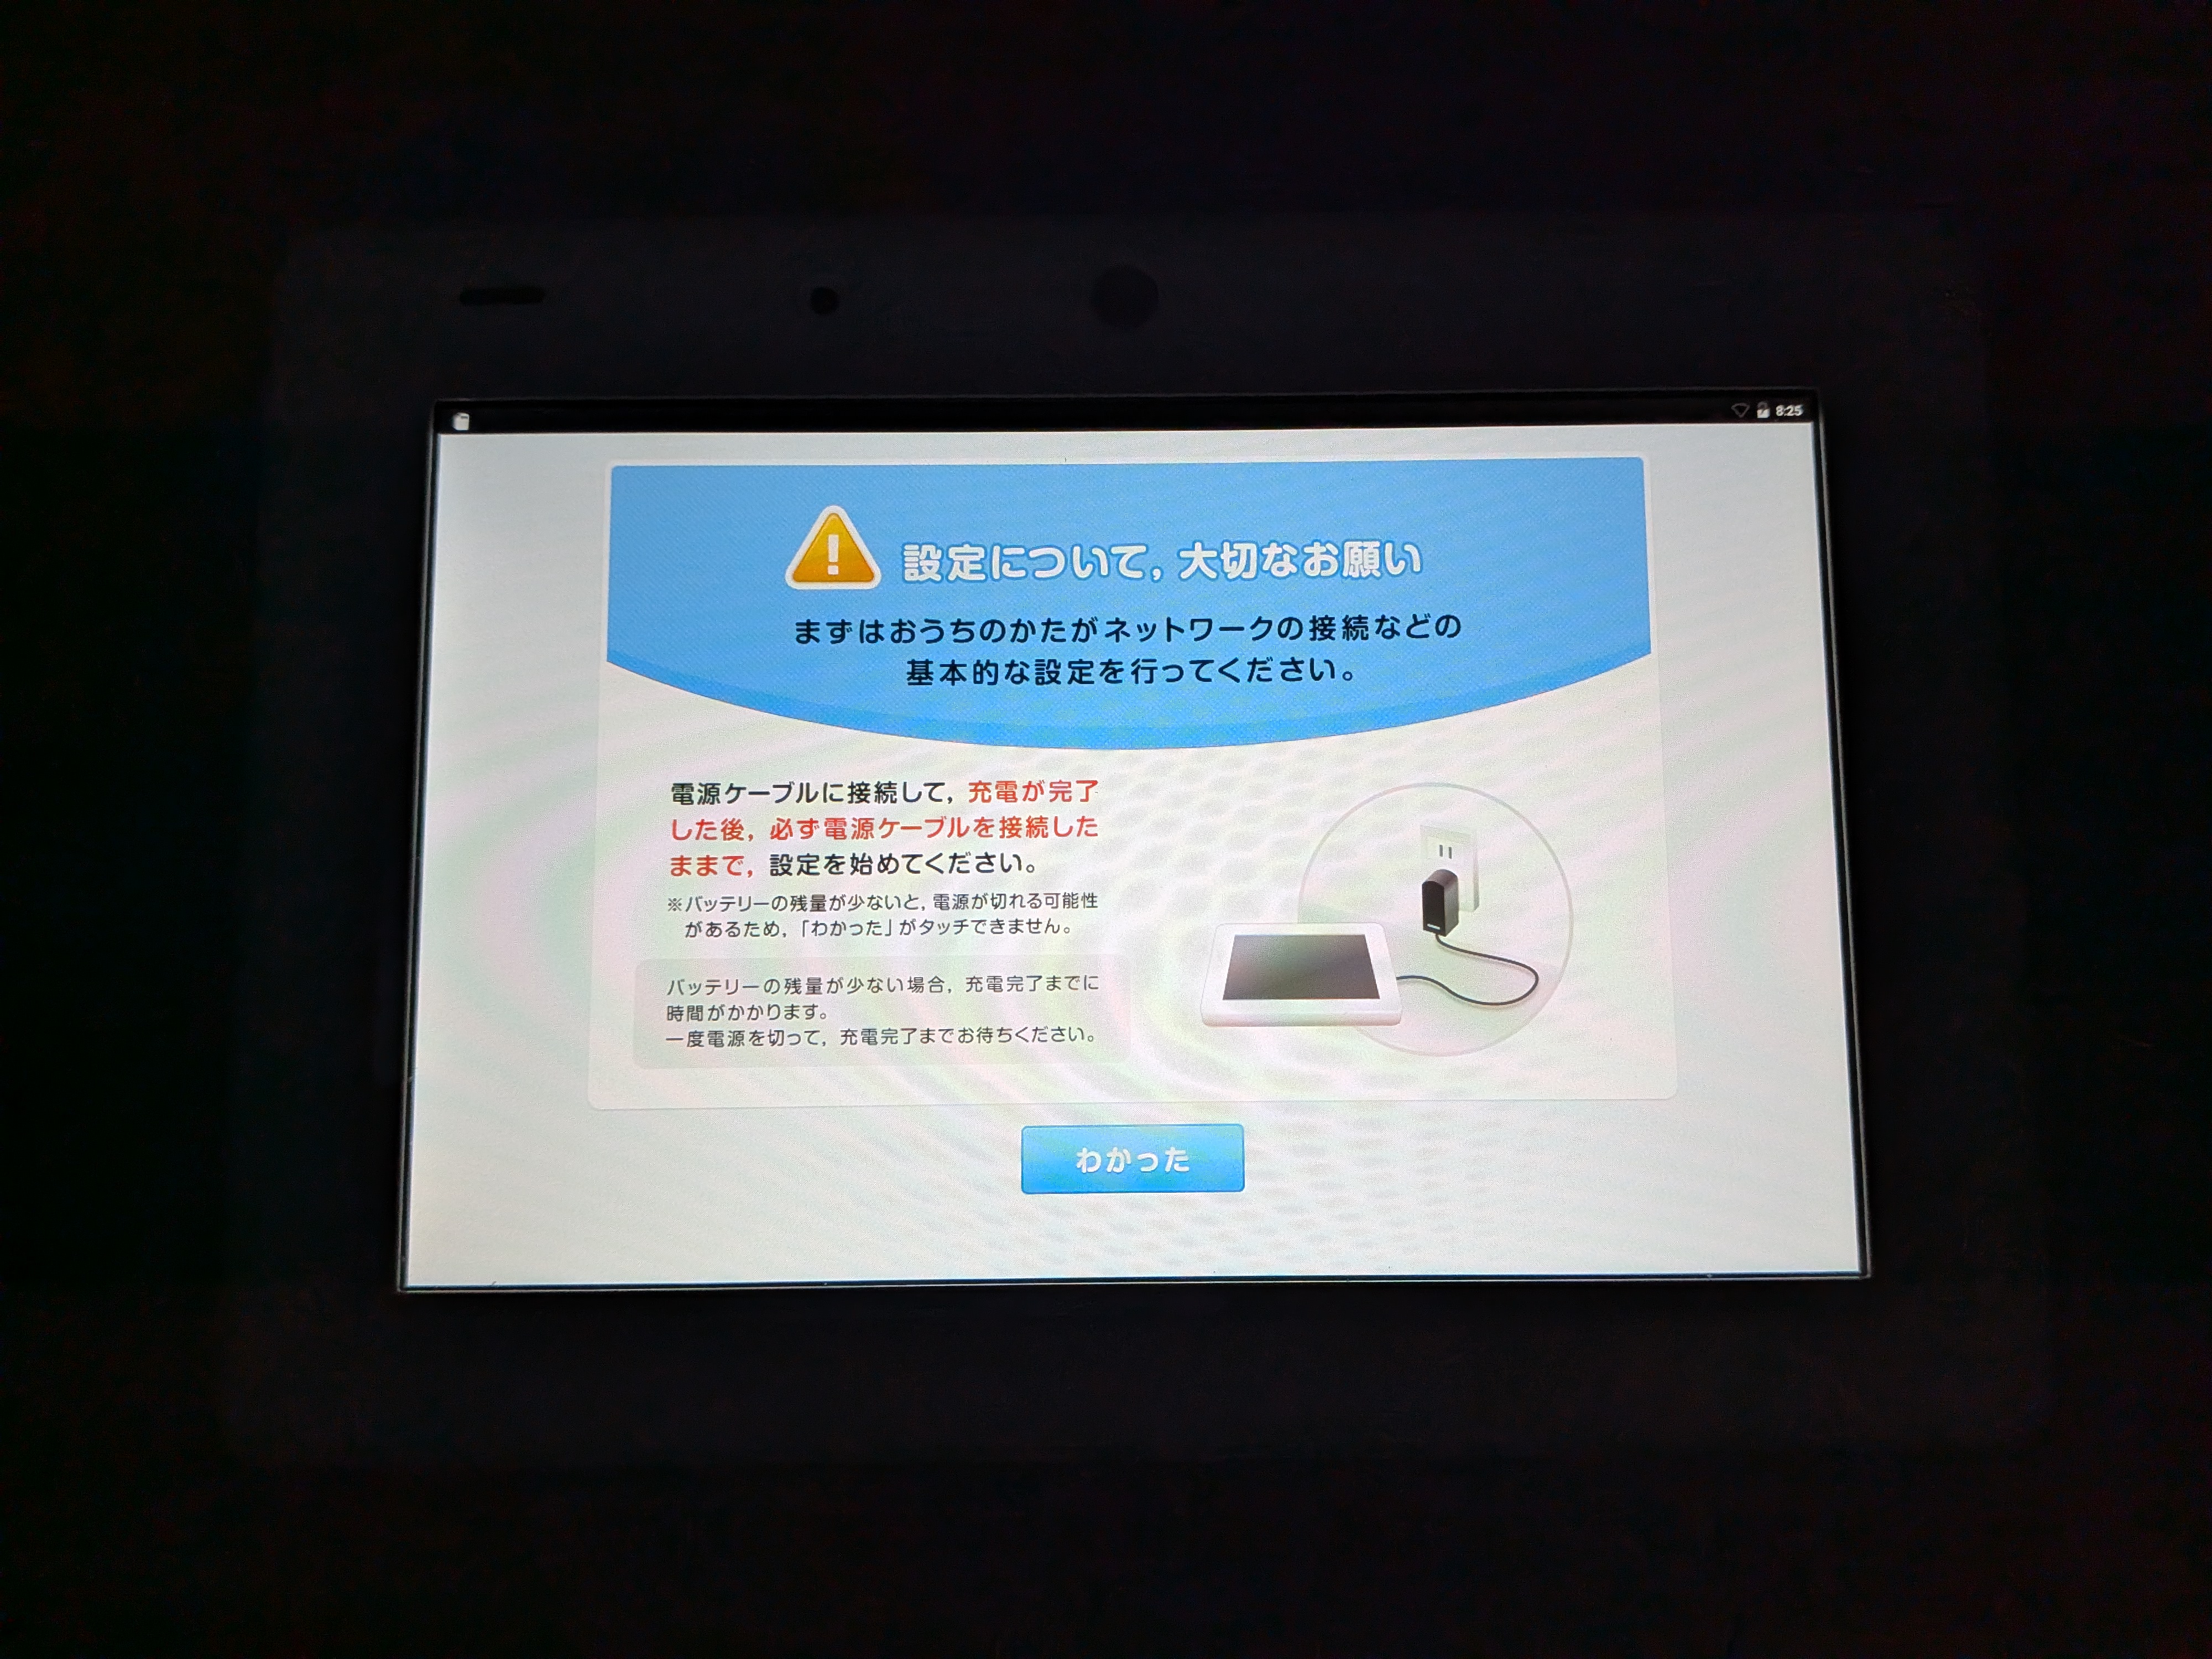 8:25
設定について，大切なお願い
まずはおうちのかたがネットワークの接続などの
基本的な設定を行ってください。
電源ケーブルに接続して，充電が完了
した後，必ず電源ケーブルを接続した
ままで，設定を始めてください。
※バッテリーの残量が少ないと，電源が切れる可能性
があるため，「わかった」がタッチできません。
バッテリーの残量が少ない場合，充電完了までに
時間がかかります。
一度電源を切って，充電完了までお待ちください。
わかった